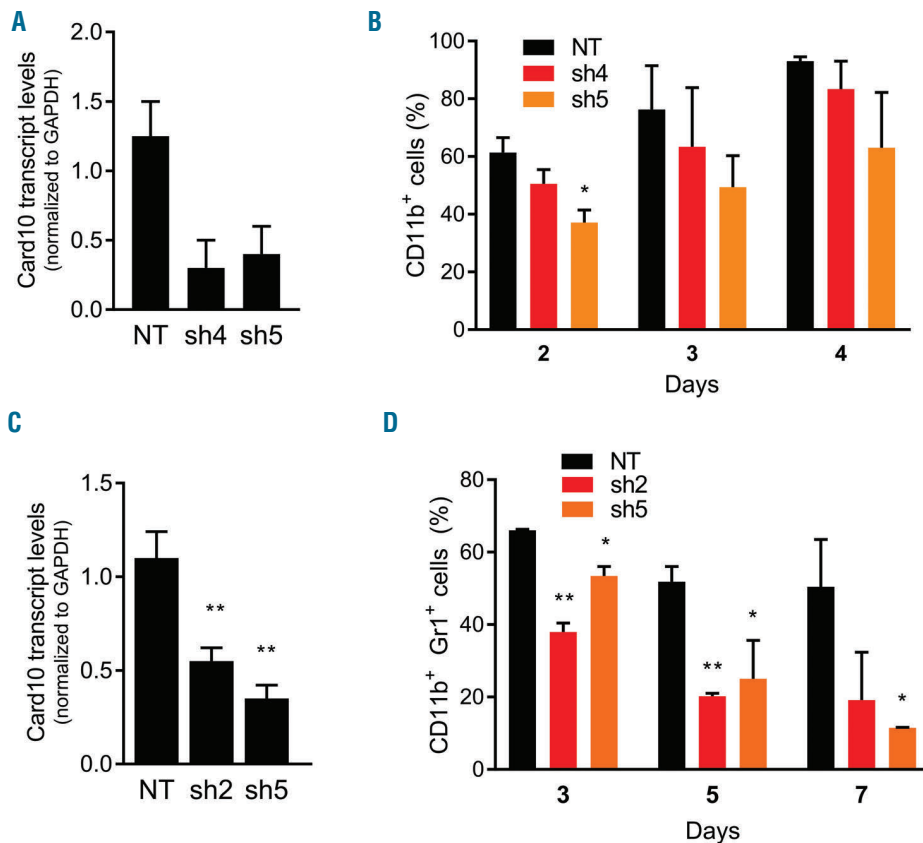 A
Card10 transcript levels
(normalized to GAPDH)
1.5
1.2
0.9
0.5
0.0
NT sh4 sh5
B
CD11b+ cells (%)
100
80
60
40
20
0
NT
sh4
sh5
*
2 3 4
Days
C
Card10 transcript levels
(normalized to GAPDH)
1.5
1.0
0.5
0.0
** **
NT sh2 sh5
D
CD11b+ Gr1+ cells (%)
80
60
40
20
0
NT
sh2
sh5
** *
** *
*
3 5 7
Days